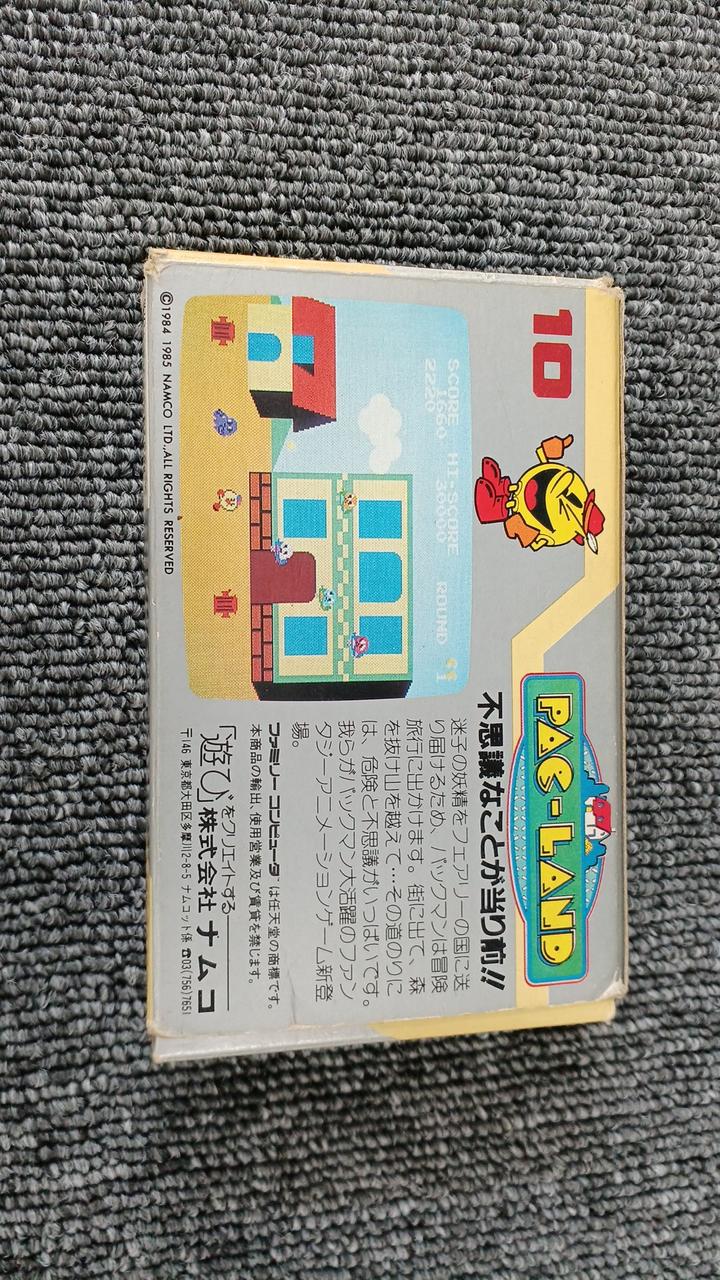 10
PAC-LAND
SCORE HI-SCORE ROUND
1660 3000 1
2220
不思議なことが当り前!!
迷子の妖精をフェアリーの国に送
り届けるため、パックマンは冒険
旅行に出かけます。街に出て、森
を抜け山を越えて…その道のりに
は、危険と不思議がいっぱいです。
我らがパックマン大活躍のファン
タジーアニメーションゲーム新登
場。
ファミリーコンピュータ™は任天堂の商標です。
本商品の輸出、使用営業及び賃貸を禁じます。
「遊び」をクリエイトする
株式会社ナムコ
〒146 東京都大田区多摩川2-8-5 ナムコット係 ☎03(756)7651
©1984 1985 NAMCO LTD.,ALL RIGHTS RESERVED